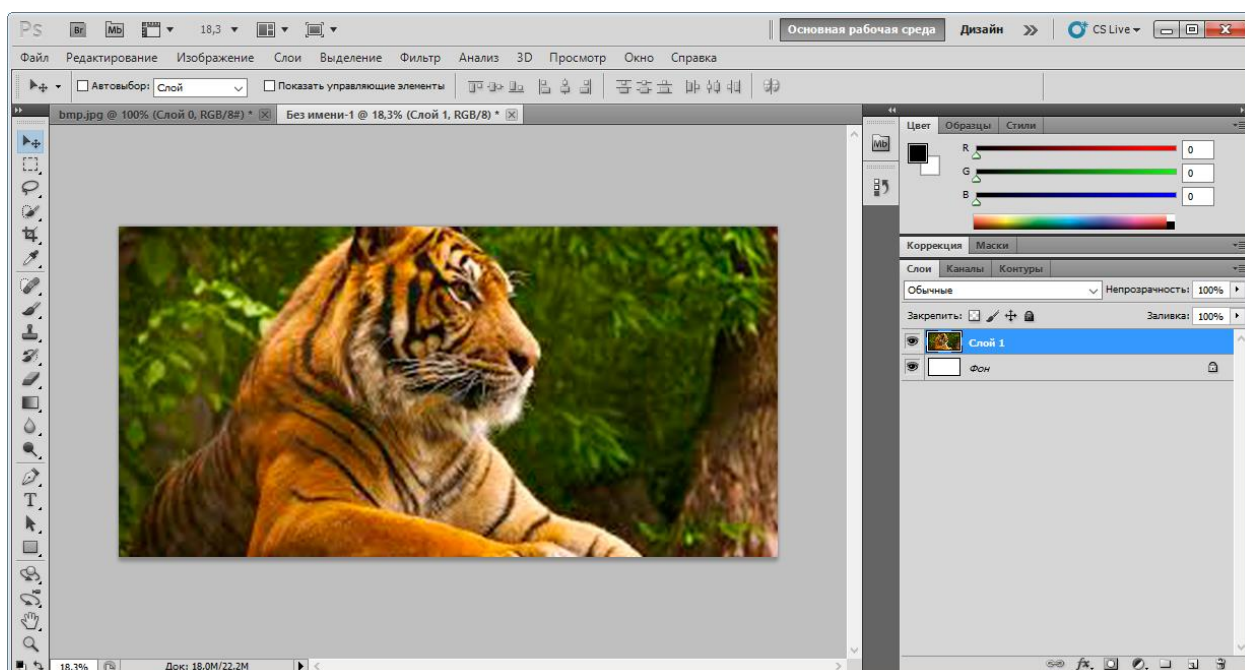 Ps Br Mb 18,3 Основная рабочая среда Дизайн CS Live
Файл Редактирование Изображение Слои Выделение Фильтр Анализ 3D Просмотр Окно Справка
Автовыбор: Слой Показать управляющие элементы
bmp.jpg @ 100% (Слой 0, RGB/8#) * Без имени-1 @ 18,3% (Слой 1, RGB/8) *
Mb
Цвет Образцы Стили
R 0
G 0
B 0
Коррекция Маски
Слои Каналы Контуры
Обычные Непрозрачность: 100%
Закрепить: Заливка: 100%
Слой 1
Фон
T
18,3% Док: 18,0M/22,2M fx